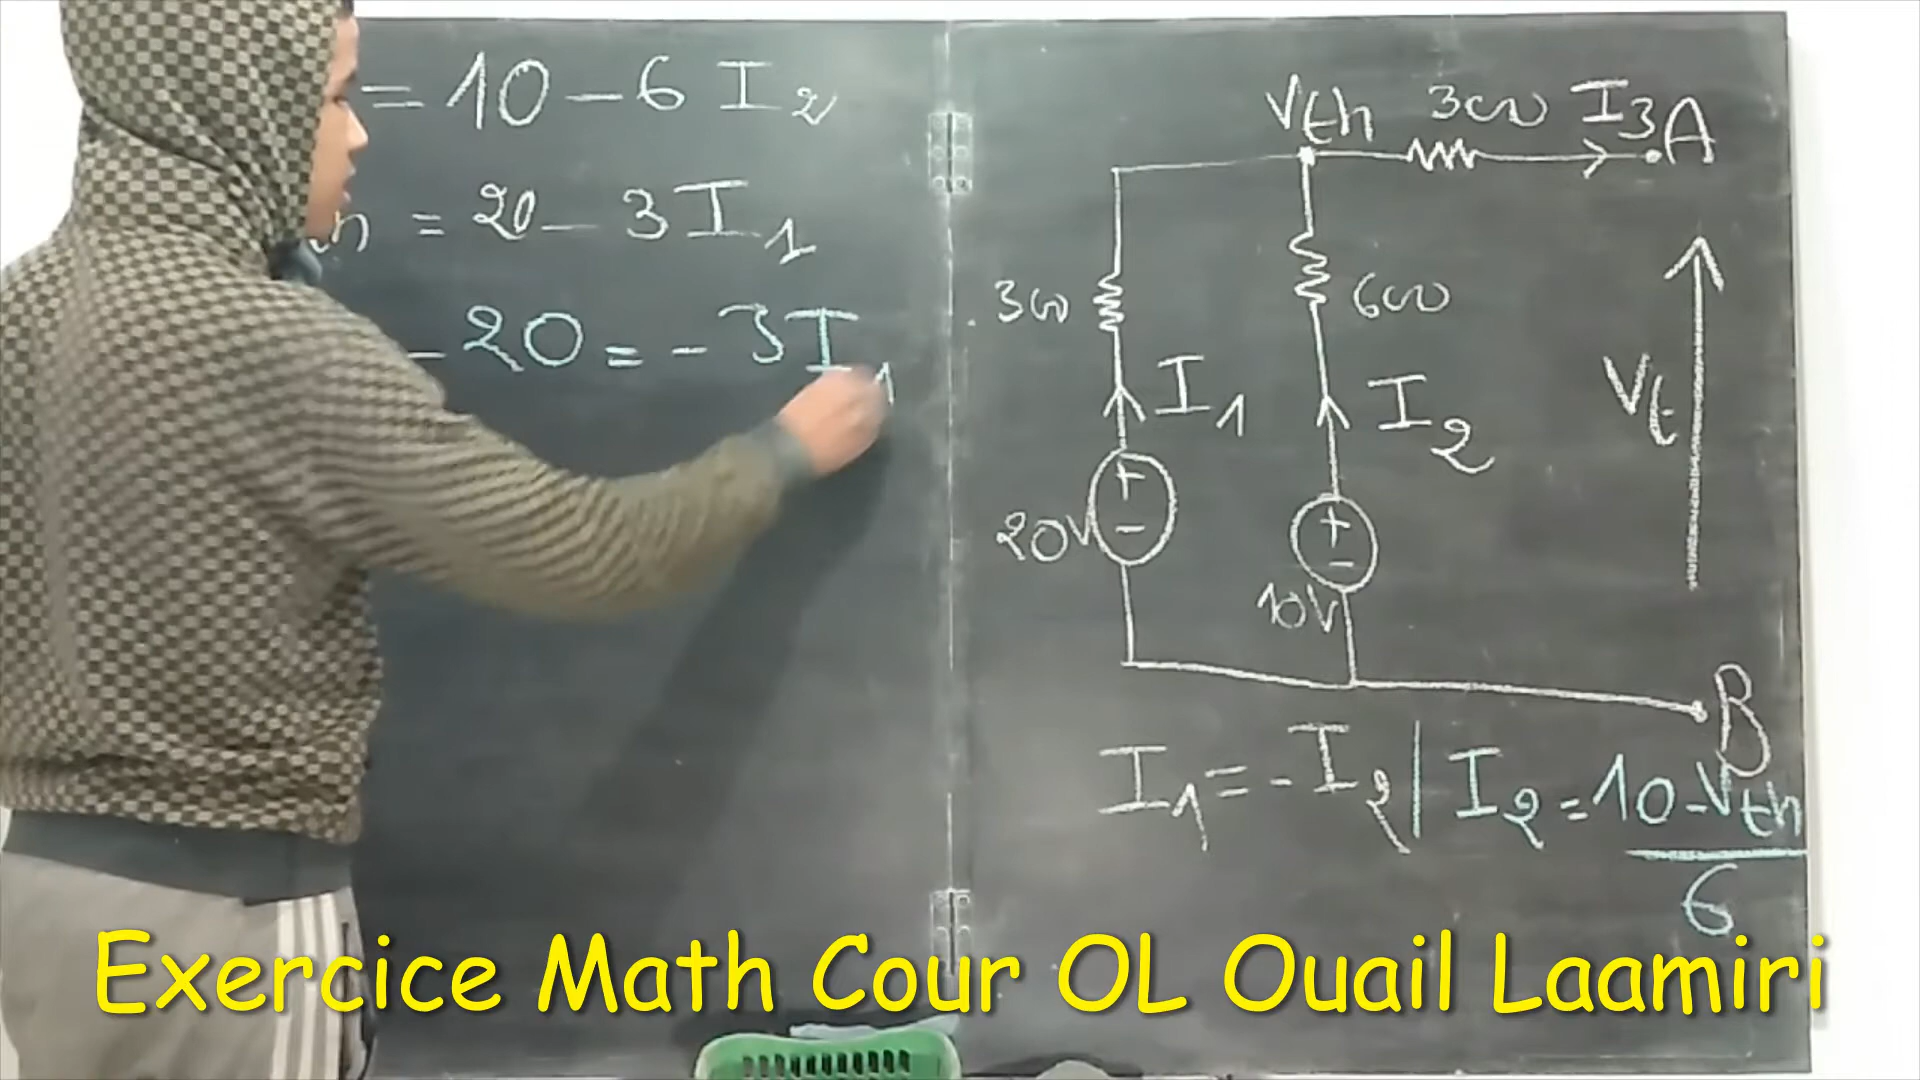 = 10 - 6 I₂
= 20 - 3 I₁
- 20 = - 3 I₁
Vth 3ω I₃ A
3ω
6ω
I₁
I₂
Vt
+
-
20V
+
-
10V
B
I₁ = - I₂ | I₂ = 10 - Vth
6
Exercice Math Cour OL Ouail Laamiri